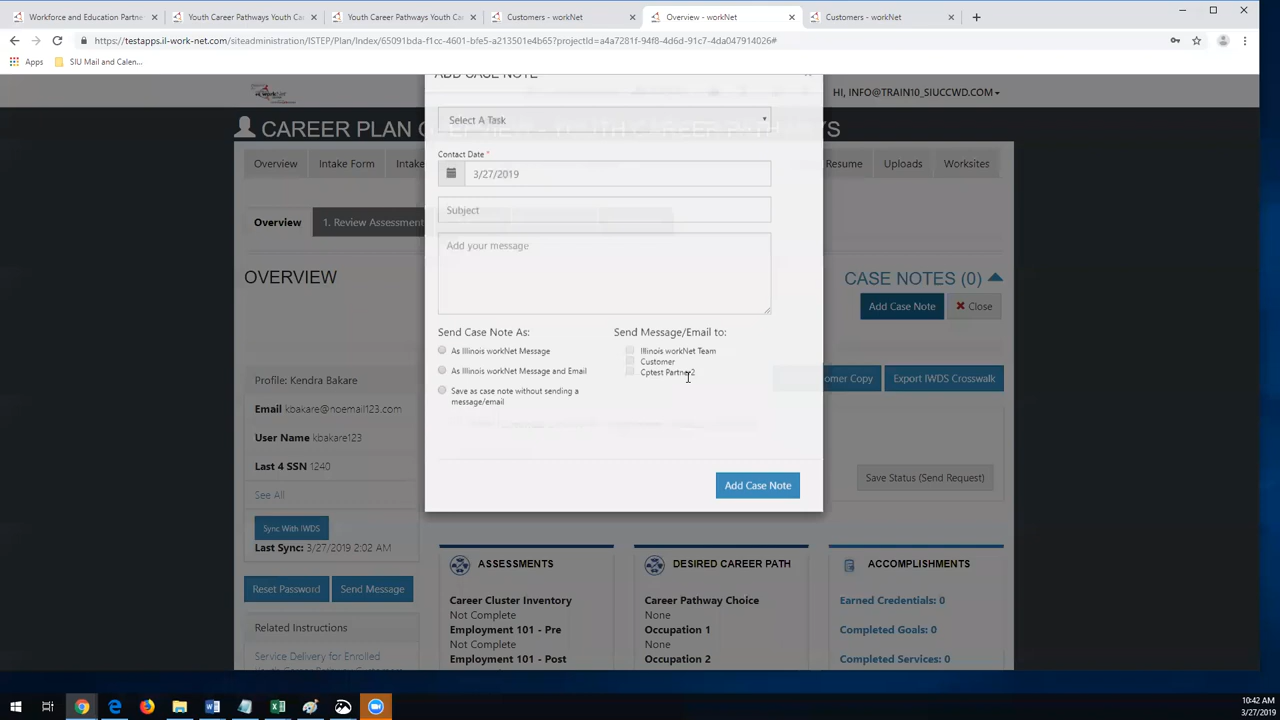 Workforce and Education Partner
Youth Career Pathways Youth Ca
Youth Career Pathways Youth Ca
Customers - workNet
Overview - workNet
Customers - workNet
https://testapps.il-work-net.com/siteadministration/ISTEP/Plan/Index/65091bda-f1cc-4601-bfe5-a213501e4b65?projectId=a4a7281f-94f8-4d6d-91c7-4da047914026#
Apps
SIU Mail and Calen...
ADD CASE NOTE
HI, INFO@TRAIN10_SIUCCWD.COM
CAREER PLAN
Overview
Intake Form
Intake
Resume
Uploads
Worksites
Select A Task
Contact Date *
3/27/2019
Subject
Add your message
Send Case Note As:
As Illinois workNet Message
As Illinois workNet Message and Email
Save as case note without sending a
message/email
Send Message/Email to:
Illinois workNet Team
Customer
Cptest Partner2
Add Case Note
Overview
1. Review Assessment
OVERVIEW
CASE NOTES (0)
Add Case Note
Close
omer Copy
Export IWDS Crosswalk
Profile: Kendra Bakare
Email kbakare@noemail123.com
User Name kbakare123
Last 4 SSN 1240
See All
Sync With IWDS
Last Sync: 3/27/2019 2:02 AM
Reset Password
Send Message
Related Instructions
Service Delivery for Enrolled
Save Status (Send Request)
ASSESSMENTS
Career Cluster Inventory
Not Complete
Employment 101 - Pre
Not Complete
Employment 101 - Post
DESIRED CAREER PATH
Career Pathway Choice
None
Occupation 1
None
Occupation 2
ACCOMPLISHMENTS
Earned Credentials: 0
Completed Goals: 0
Completed Services: 0
10:42 AM
3/27/2019